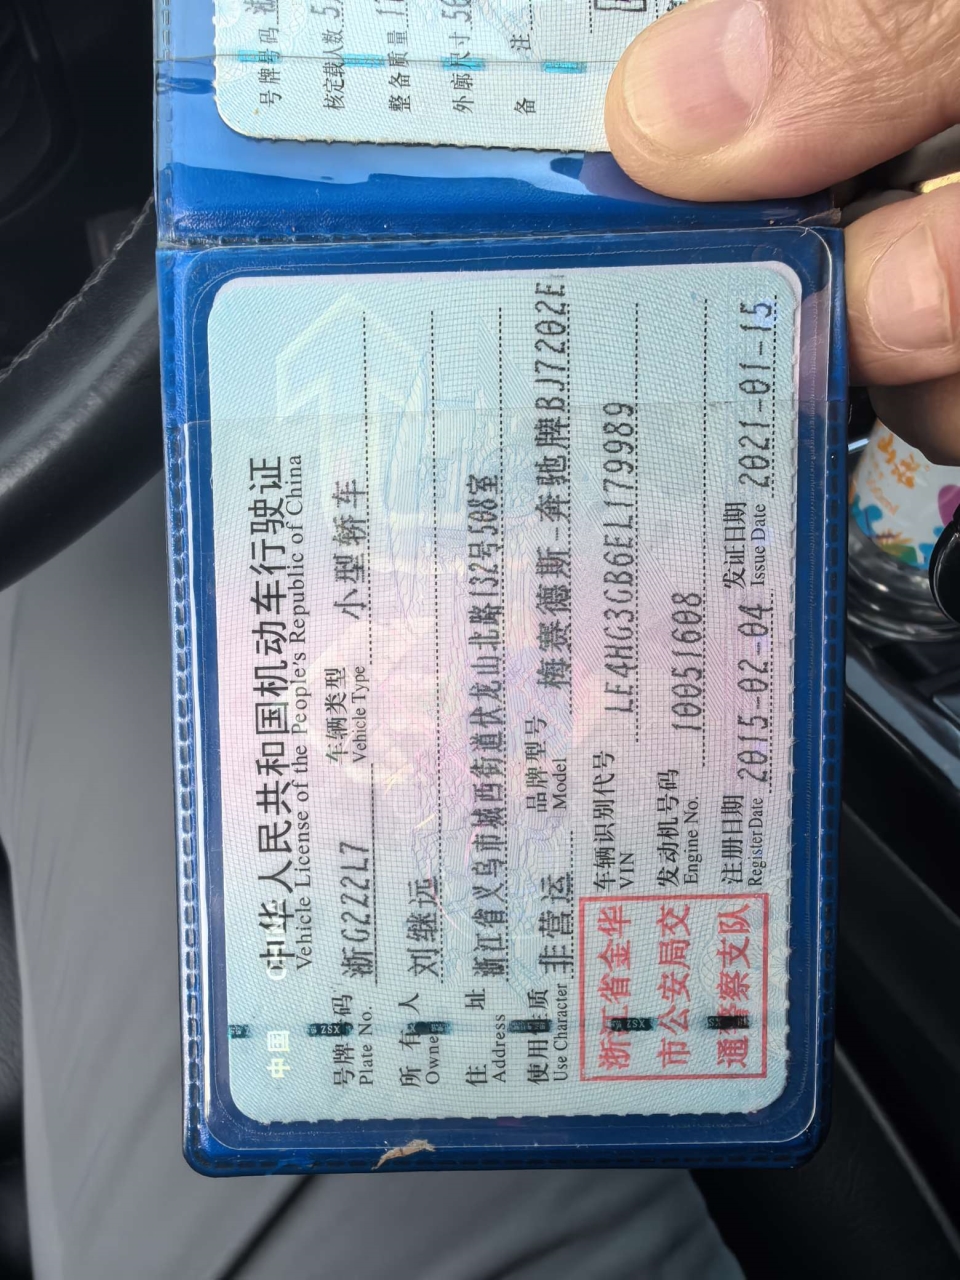 中华人民共和国机动车行驶证
Vehicle License of the People's Republic of China
中国
号牌号码 浙G222L7 车辆类型 小型轿车
Plate No. Vehicle Type
所有人 刘继远
Owner
住址 浙江省义乌市城西街道伏龙山北路132号508室
Address
使用性质 非营运 品牌型号 梅赛德斯-奔驰牌BJ7202E
Use Character Model
车辆识别代号 LE4HG3GB6EL179989
VIN
发动机号码 10051608
Engine No.
注册日期 2015-02-04 发证日期 2021-01-15
Register Date Issue Date
浙江省金华
市公安局交
通警察支队
号牌号码
核定载人数 5
整备质量
外廓尺寸
备注